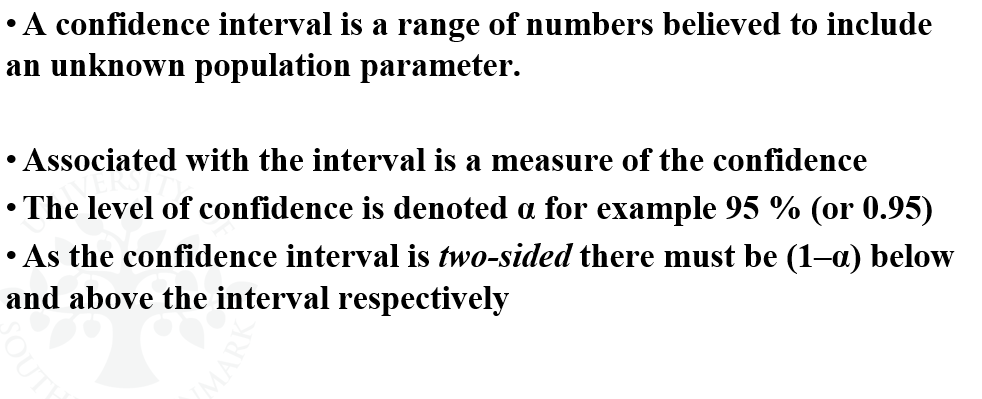 • A confidence interval is a range of numbers believed to include
an unknown population parameter.
• Associated with the interval is a measure of the confidence
• The level of confidence is denoted α for example 95 % (or 0.95)
• As the confidence interval is two-sided there must be (1–α) below
and above the interval respectively